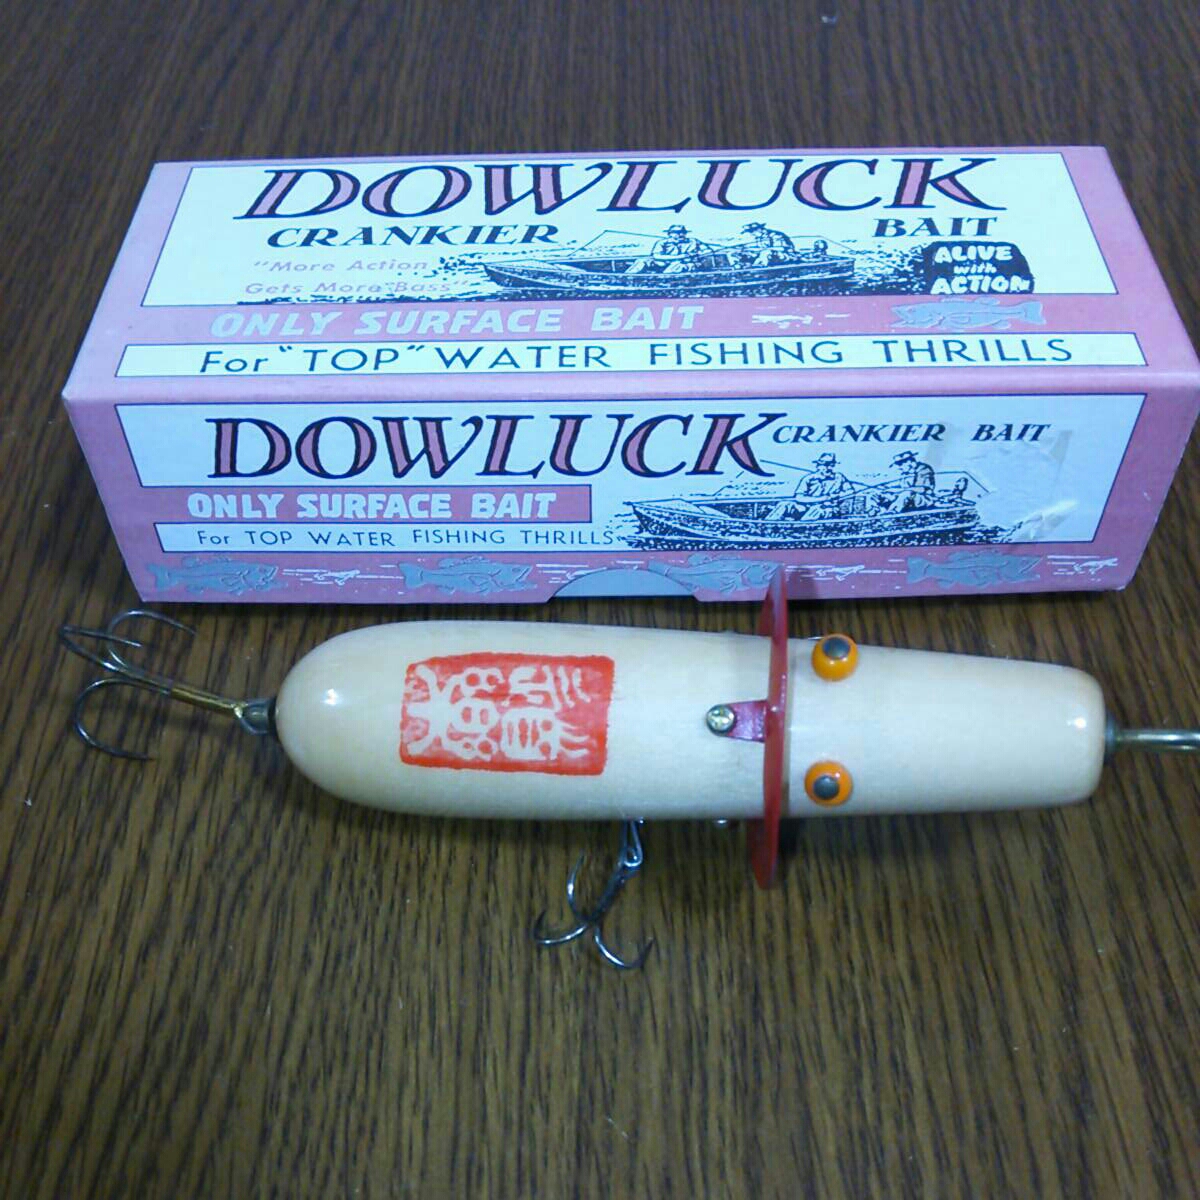 DOWLUCK
CRANKIER BAIT
"More Action
Gets More Bass"
ALIVE
with
ACTION
ONLY SURFACE BAIT
For "TOP" WATER FISHING THRILLS
DOWLUCK CRANKIER BAIT
ONLY SURFACE BAIT
For TOP WATER FISHING THRILLS